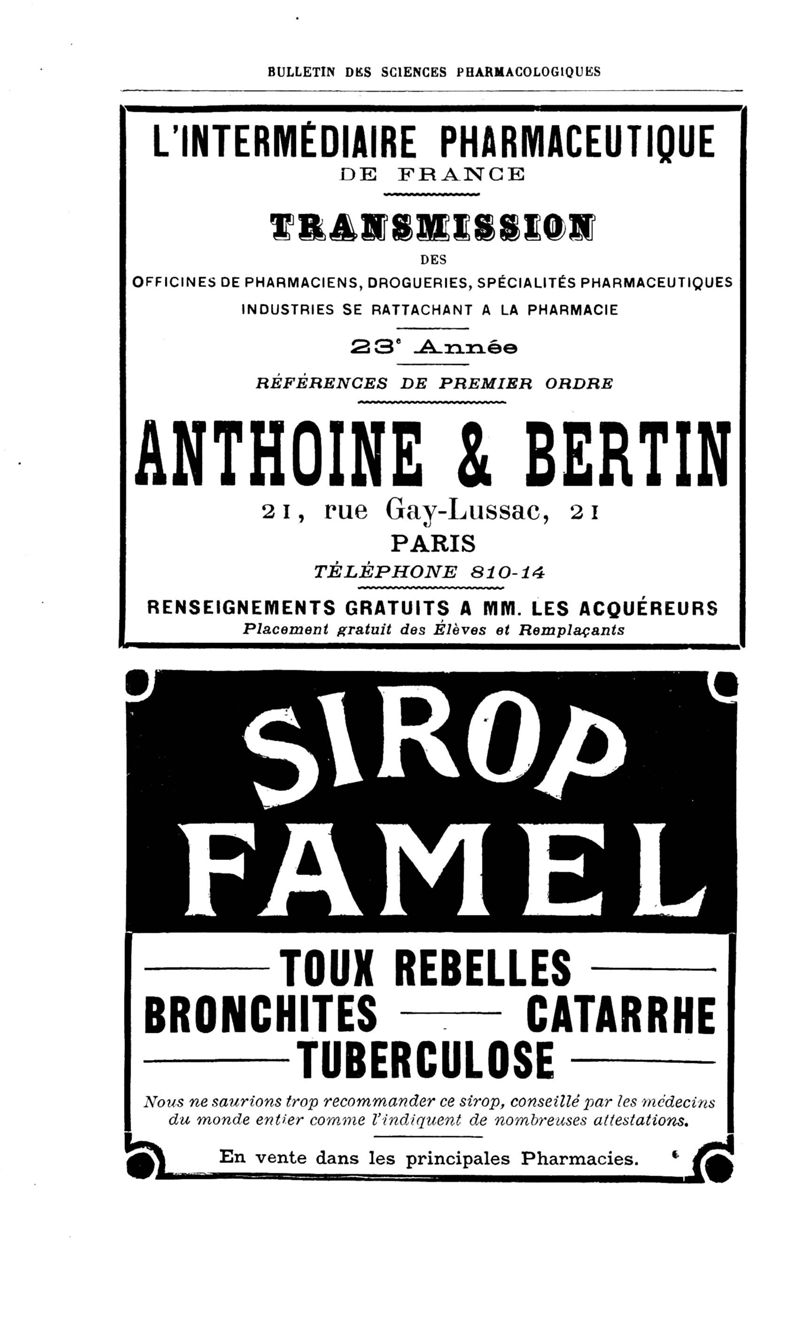 BULLETIN DES SCIENCES PHARMACOLOGIQUES
L'INTERMÉDIAIRE PHARMACEUTIQUE
DE FRANCE
TRANSMISSION
DES
OFFICINES DE PHARMACIENS, DROGUERIES, SPÉCIALITÉS PHARMACEUTIQUES
INDUSTRIES SE RATTACHANT A LA PHARMACIE
23e Année
RÉFÉRENCES DE PREMIER ORDRE
ANTHOINE & BERTIN
21, rue Gay-Lussac, 21
PARIS
TÉLÉPHONE 810-14
RENSEIGNEMENTS GRATUITS A MM. LES ACQUÉREURS
Placement gratuit des Élèves et Remplaçants
SIROP
FAMEL
TOUX REBELLES
BRONCHITES — CATARRHE
TUBERCULOSE
Nous ne saurions trop recommander ce sirop, conseillé par les médecins
du monde entier comme l'indiquent de nombreuses attestations.
En vente dans les principales Pharmacies.